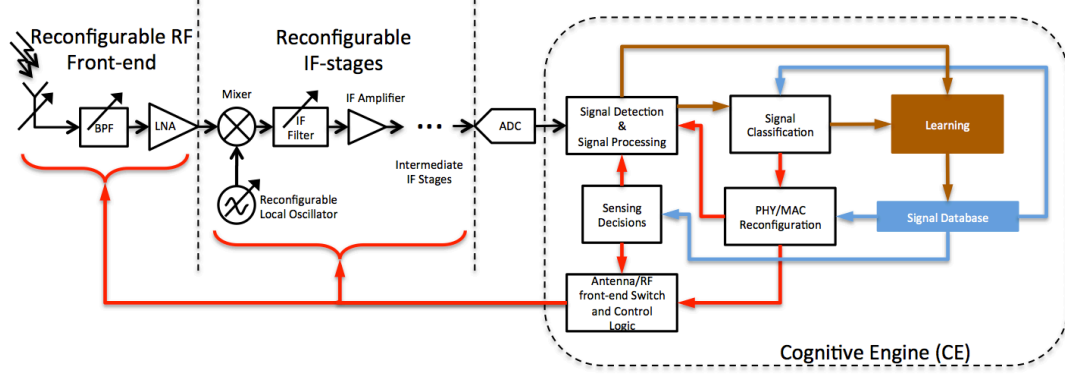 Reconfigurable RF
Front-end
Reconfigurable
IF-stages
Mixer
IF Amplifier
BPF
LNA
IF
Filter
...
ADC
Intermediate
IF Stages
Reconfigurable
Local Oscillator
Signal Detection
&
Signal Processing
Signal
Classification
Learning
Sensing
Decisions
PHY/MAC
Reconfiguration
Signal Database
Antenna/RF
front-end Switch
and Control
Logic
Cognitive Engine (CE)